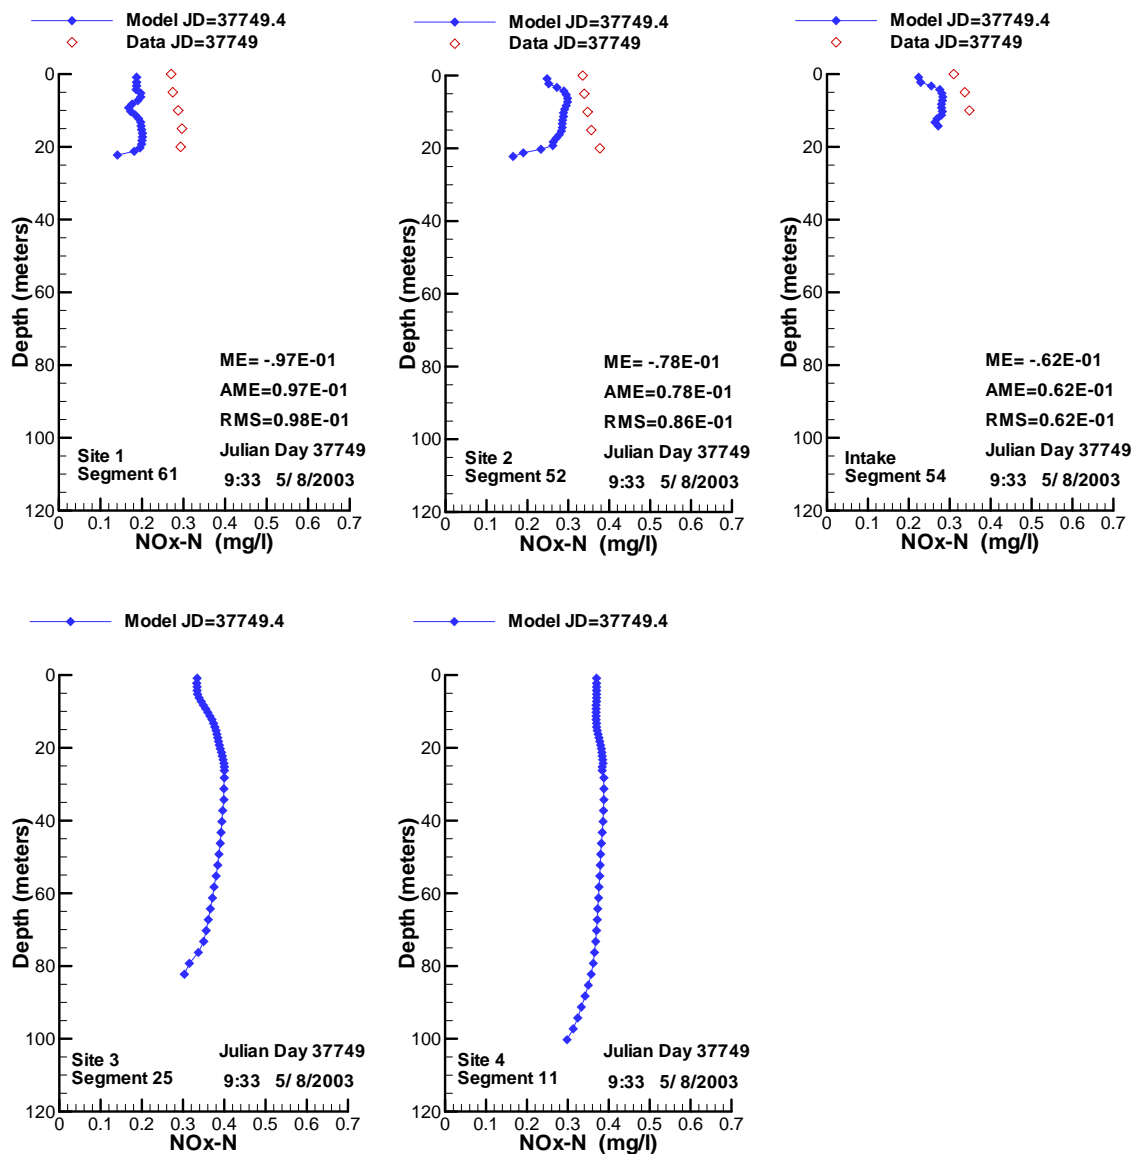 Model JD=37749.4
Data JD=37749
0
20
40
60
80
100
120
Depth (meters)
ME= -.97E-01
AME=0.97E-01
RMS=0.98E-01
Julian Day 37749
9:33 5/ 8/2003
Site 1
Segment 61
0 0.1 0.2 0.3 0.4 0.5 0.6 0.7
NOx-N (mg/l)
Model JD=37749.4
Data JD=37749
0
20
40
60
80
100
120
Depth (meters)
ME= -.78E-01
AME=0.78E-01
RMS=0.86E-01
Julian Day 37749
9:33 5/ 8/2003
Site 2
Segment 52
0 0.1 0.2 0.3 0.4 0.5 0.6 0.7
NOx-N (mg/l)
Model JD=37749.4
Data JD=37749
0
20
40
60
80
100
120
Depth (meters)
ME= -.62E-01
AME=0.62E-01
RMS=0.62E-01
Julian Day 37749
9:33 5/ 8/2003
Intake
Segment 54
0 0.1 0.2 0.3 0.4 0.5 0.6 0.7
NOx-N (mg/l)
Model JD=37749.4
0
20
40
60
80
100
120
Depth (meters)
Julian Day 37749
9:33 5/ 8/2003
Site 3
Segment 25
0 0.1 0.2 0.3 0.4 0.5 0.6 0.7
NOx-N
Model JD=37749.4
0
20
40
60
80
100
120
Depth (meters)
Julian Day 37749
9:33 5/ 8/2003
Site 4
Segment 11
0 0.1 0.2 0.3 0.4 0.5 0.6 0.7
NOx-N (mg/l)